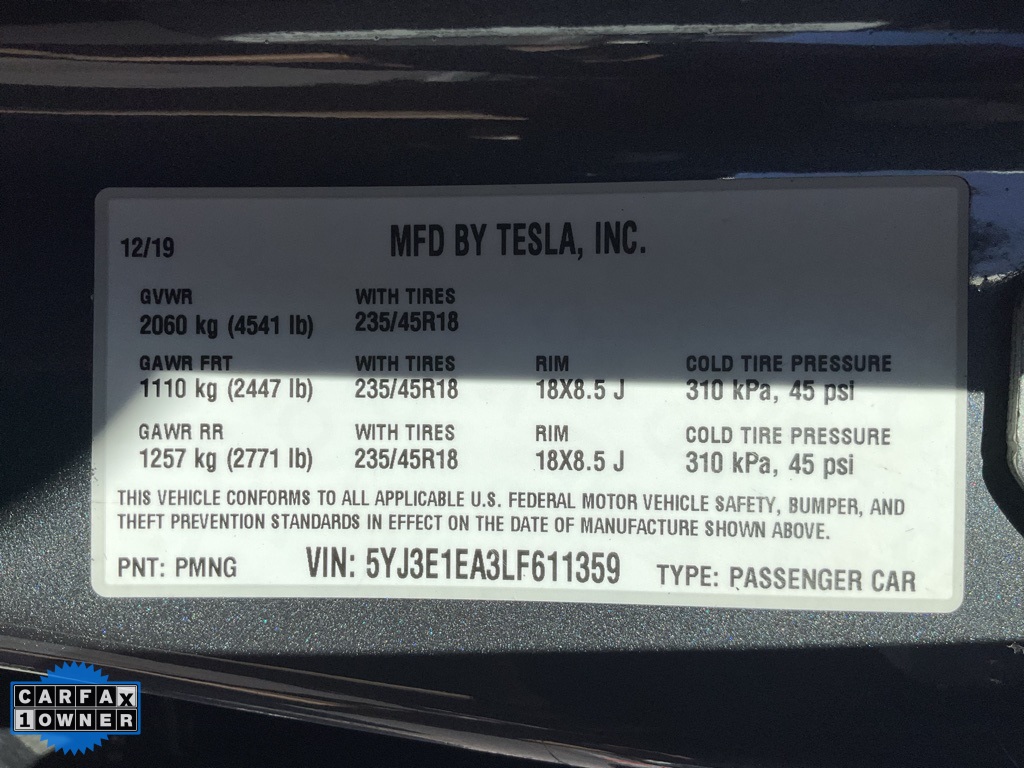 12/19 MFD BY TESLA, INC.
GVWR WITH TIRES
2060 kg (4541 lb) 235/45R18
GAWR FRT WITH TIRES RIM COLD TIRE PRESSURE
1110 kg (2447 lb) 235/45R18 18X8.5 J 310 kPa, 45 psi
GAWR RR WITH TIRES RIM COLD TIRE PRESSURE
1257 kg (2771 lb) 235/45R18 18X8.5 J 310 kPa, 45 psi
THIS VEHICLE CONFORMS TO ALL APPLICABLE U.S. FEDERAL MOTOR VEHICLE SAFETY, BUMPER, AND
THEFT PREVENTION STANDARDS IN EFFECT ON THE DATE OF MANUFACTURE SHOWN ABOVE.
PNT: PMNG VIN: 5YJ3E1EA3LF611359 TYPE: PASSENGER CAR
CARFAX
1 OWNER